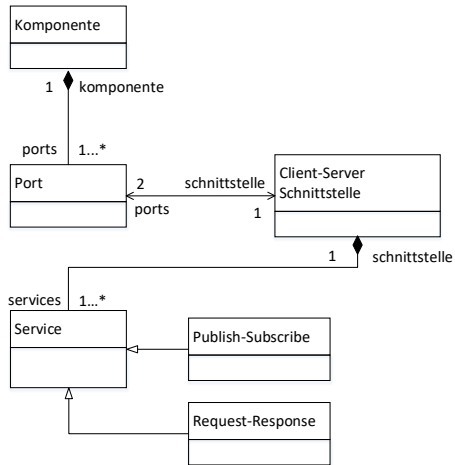 Komponente
1 komponente
ports 1...*
Port
2 schnittstelle
ports 1
Client-Server
Schnittstelle
1 schnittstelle
services 1...*
Service
Publish-Subscribe
Request-Response